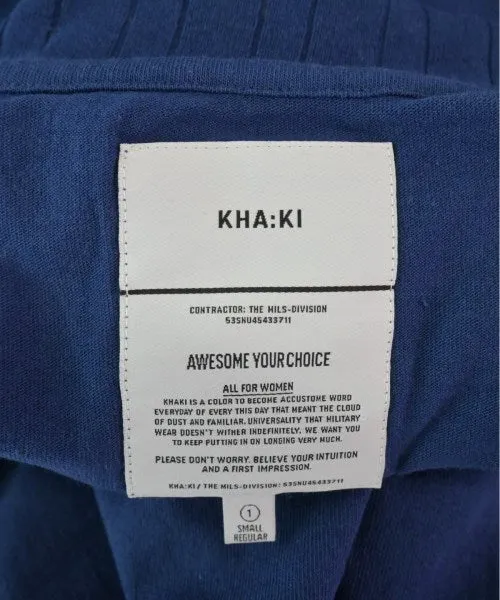 KHA:KI
CONTRACTOR: THE MILS-DIVISION
53SNU45433711
AWESOME YOUR CHOICE
ALL FOR WOMEN
KHAKI IS A COLOR TO BECOME ACCUSTOME WORD
EVERYDAY OF EVERY THIS DAY THAT MEANT THE CLOUD
OF DUST AND FAMILIAR. UNIVERSALITY THAT MILITARY
WEAR DOESN'T WITHER INDEFINITELY. WE WANT YOU
TO KEEP PUTTING IN ON LONGING VERY MUCH.
PLEASE DON'T WORRY. BELIEVE YOUR INTUITION
AND A FIRST IMPRESSION.
KHA:KI / THE MILS-DIVISION: 53SNU45433711
1
SMALL
REGULAR